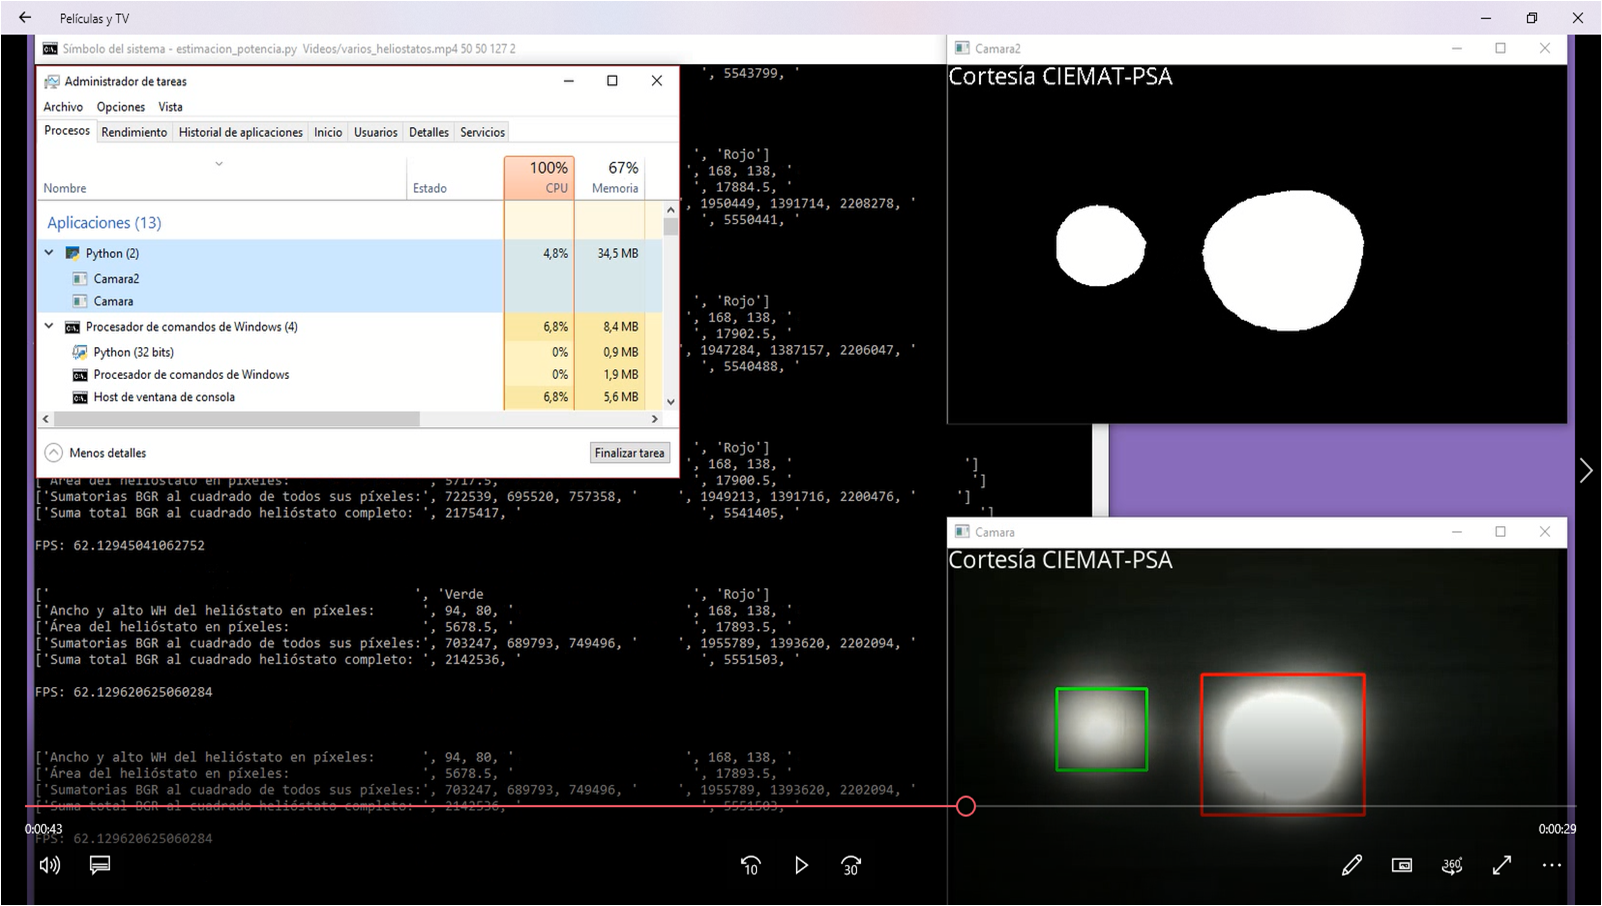 Películas y TV
Símbolo del sistema - estimacion_potencia.py Videos/varios_heliostatos.mp4 50 50 127 2
Administrador de tareas
Archivo Opciones Vista
Procesos Rendimiento Historial de aplicaciones Inicio Usuarios Detalles Servicios
100% 67%
Nombre Estado CPU Memoria
Aplicaciones (13)
Python (2) 4,8% 34,5 MB
Camara2
Camara
Procesador de comandos de Windows (4) 6,8% 8,4 MB
Python (32 bits) 0% 0,9 MB
Procesador de comandos de Windows 0% 1,9 MB
Host de ventana de consola 6,8% 5,6 MB
Menos detalles Finalizar tarea
', 5543799, '
', 'Rojo']
', 168, 138, '
', 17884.5, '
', 1950449, 1391714, 2208278, '
', 5550441, '
', 'Rojo']
', 168, 138, '
', 17902.5, '
', 1947284, 1387157, 2206047, '
', 5540488, '
', 'Rojo']
', 168, 138, ' ']
['Área del helióstato en píxeles: ', 5717.5, ' ', 17900.5, ' ']
['Sumatorias BGR al cuadrado de todos sus píxeles:', 722539, 695520, 757358, ' ', 1949213, 1391716, 2200476, ' ']
['Suma total BGR al cuadrado helióstato completo: ', 2175417, ' ', 5541405, ' ']
FPS: 62.12945041062752
[' ', 'Verde ', 'Rojo']
['Ancho y alto WH del helióstato en píxeles: ', 94, 80, ' ', 168, 138, '
['Área del helióstato en píxeles: ', 5678.5, ' ', 17893.5, '
['Sumatorias BGR al cuadrado de todos sus píxeles:', 703247, 689793, 749496, ' ', 1955789, 1393620, 2202094, '
['Suma total BGR al cuadrado helióstato completo: ', 2142536, ' ', 5551503, '
FPS: 62.129620625060284
['Ancho y alto WH del helióstato en píxeles: ', 94, 80, ' ', 168, 138, '
['Área del helióstato en píxeles: ', 5678.5, ' ', 17893.5, '
['Sumatorias BGR al cuadrado de todos sus píxeles:', 703247, 689793, 749496, ' ', 1955789, 1393620, 2202094, '
['Suma total BGR al cuadrado helióstato completo: ', 2142536, ' ', 5551503, '
FPS: 62.129620625060284
Camara2
Cortesía CIEMAT-PSA
Camara
Cortesía CIEMAT-PSA
0:00:43 0:00:29
10 30 360°